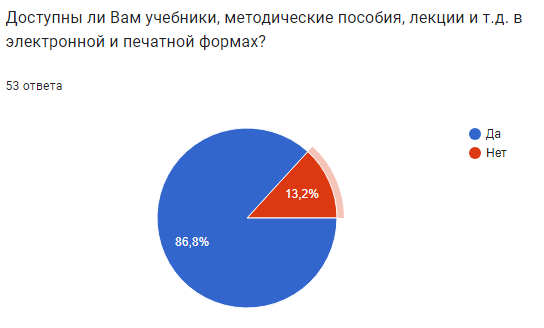 Доступны ли Вам учебники, методические пособия, лекции и т.д. в
электронной и печатной формах?
53 ответа
Да
Нет
13,2%
86,8%